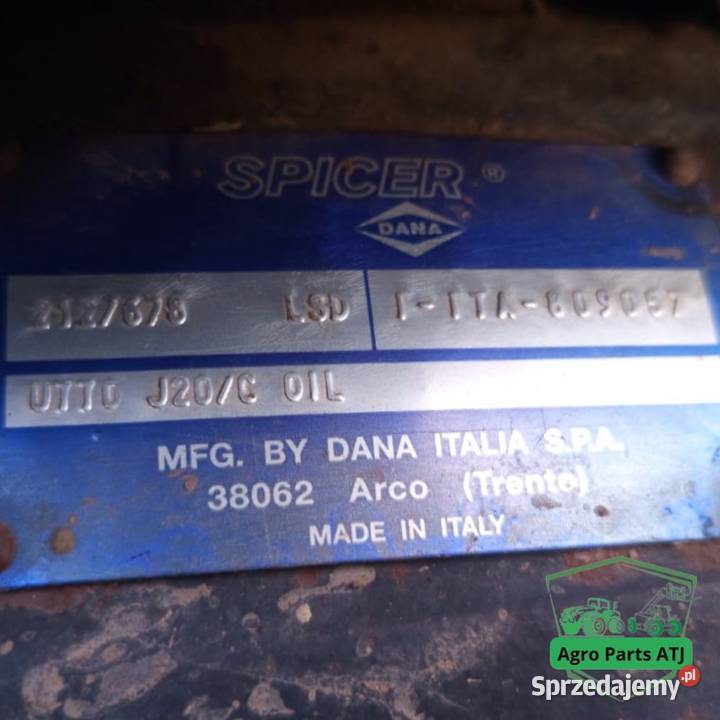 SPICER ®
DANA
212/678 LSD I-ITA-809057
UTTO J20/C OIL
MFG. BY DANA ITALIA S.P.A.
38062 Arco (Trento)
MADE IN ITALY
Agro Parts ATJ
Sprzedajemy.pl